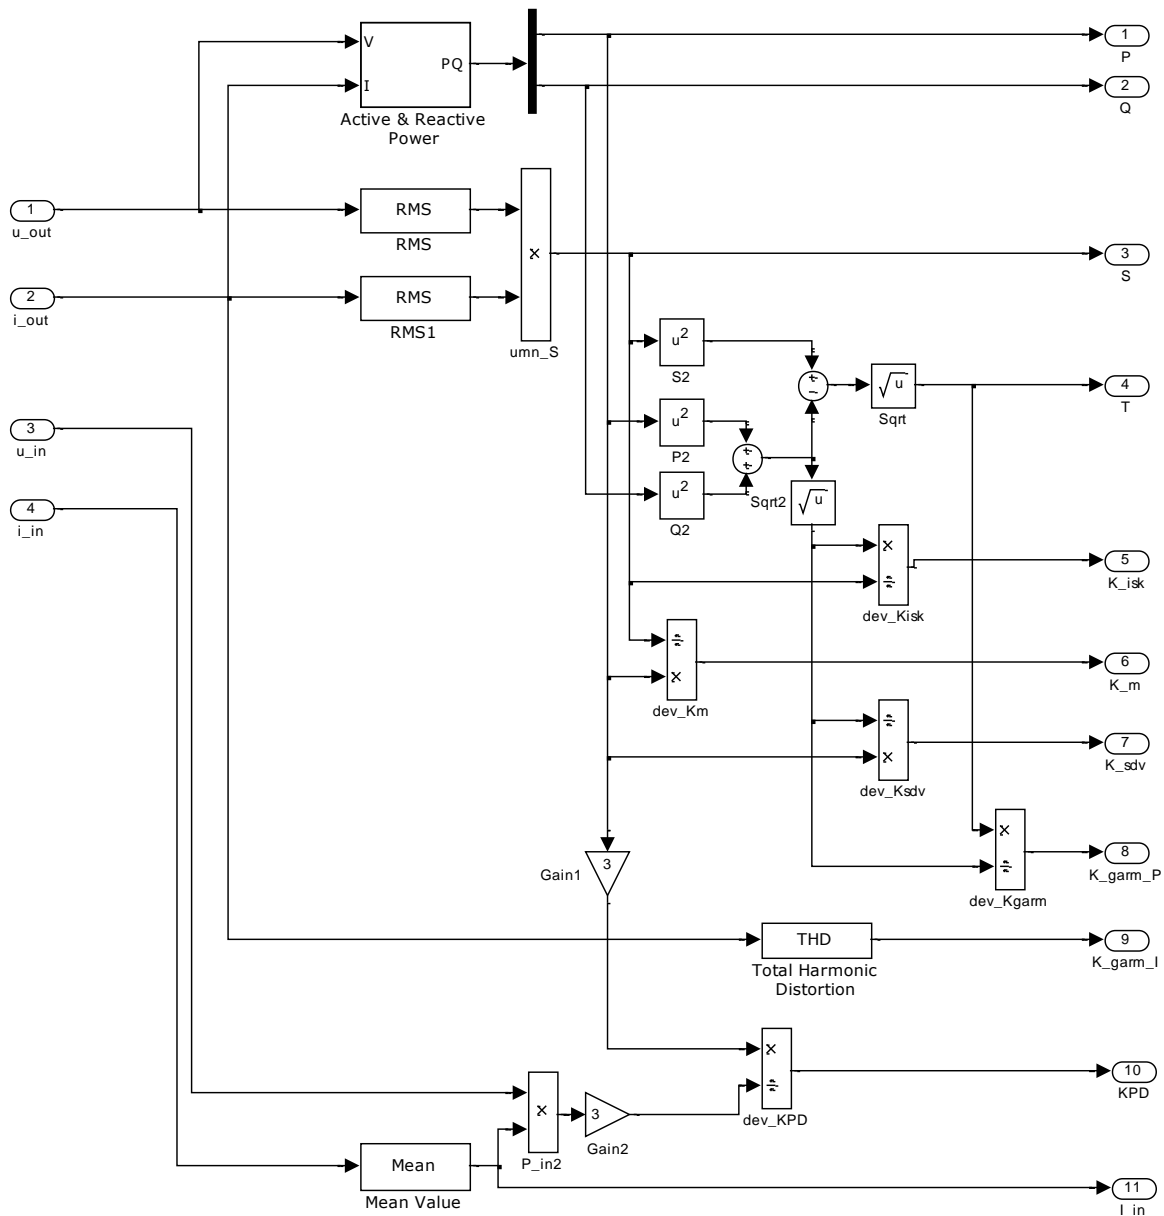 V
PQ
I
Active & Reactive
Power
1
P
2
Q
1
u_out
RMS
RMS
×
umn_S
3
S
2
i_out
RMS
RMS1
u²
S2
+
−
√u
Sqrt
4
T
3
u_in
u²
P2
+
+
4
i_in
u²
Q2
Sqrt2
√u
×
÷
dev_Kisk
5
K_isk
÷
×
dev_Km
6
K_m
÷
×
dev_Ksdv
7
K_sdv
3
Gain1
×
÷
dev_Kgarm
8
K_garm_P
THD
Total Harmonic
Distortion
9
K_garm_I
×
÷
dev_KPD
10
KPD
×
P_in2
3
Gain2
Mean
Mean Value
11
I_in